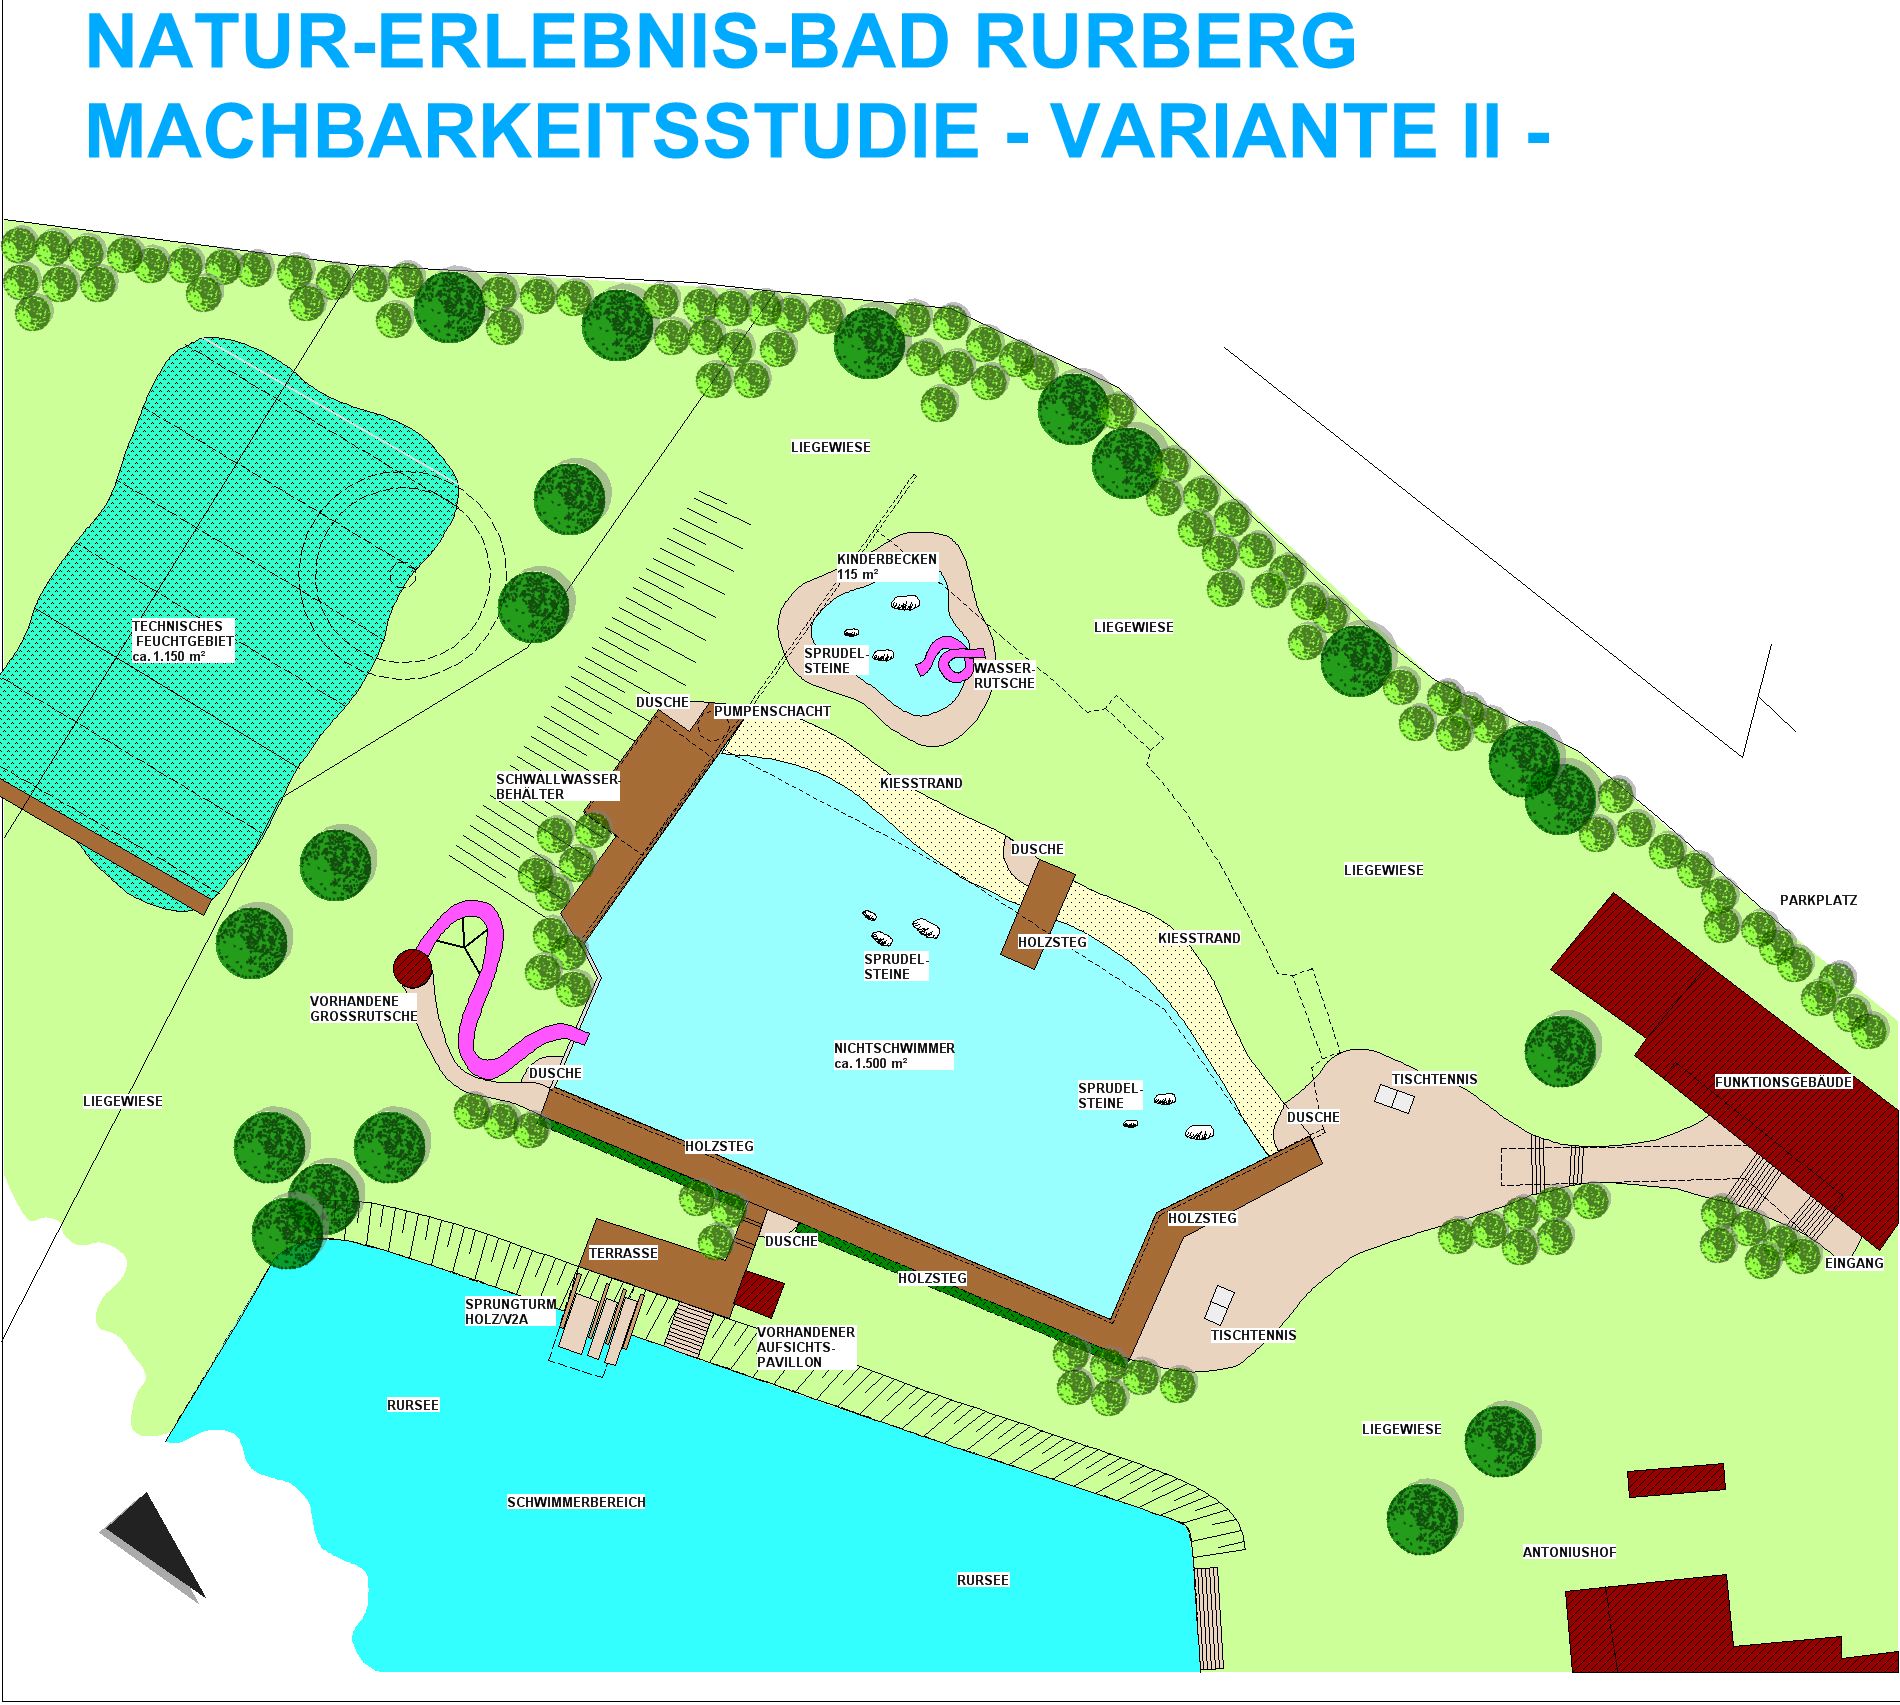 NATUR-ERLEBNIS-BAD RURBERG
MACHBARKEITSSTUDIE - VARIANTE II -
LIEGEWIESE
KINDERBECKEN
115 m²
TECHNISCHES
FEUCHTGEBIET
ca. 1.150 m²
LIEGEWIESE
SPRUDEL-
STEINE
WASSER-
RUTSCHE
DUSCHE
PUMPENSCHACHT
SCHWALLWASSER-
BEHÄLTER
KIESSTRAND
DUSCHE
LIEGEWIESE
PARKPLATZ
HOLZSTEG
KIESSTRAND
SPRUDEL-
STEINE
VORHANDENE
GROSSRUTSCHE
NICHTSCHWIMMER
ca. 1.500 m²
DUSCHE
TISCHTENNIS
FUNKTIONSGEBÄUDE
SPRUDEL-
STEINE
LIEGEWIESE
DUSCHE
HOLZSTEG
HOLZSTEG
DUSCHE
TERRASSE
EINGANG
HOLZSTEG
SPRUNGTURM
HOLZ/V2A
VORHANDENER
AUFSICHTS-
PAVILLON
TISCHTENNIS
RURSEE
LIEGEWIESE
SCHWIMMERBEREICH
ANTONIUSHOF
RURSEE